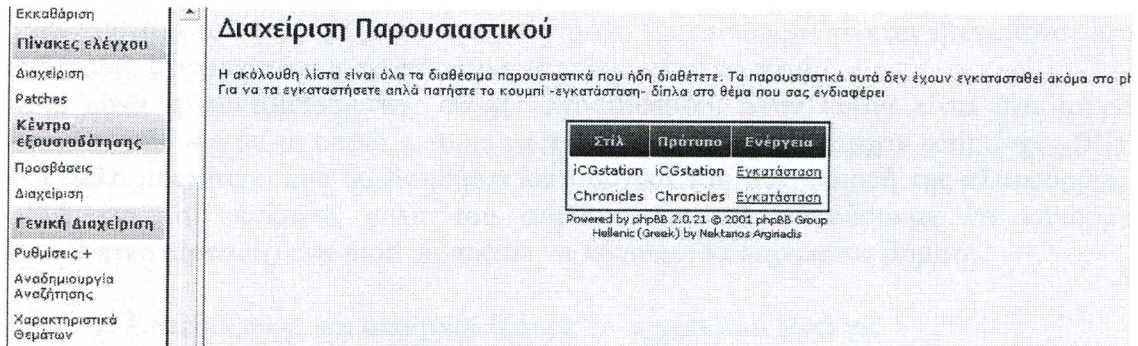 Εκκαθάριση
Πίνακες ελέγχου
Διαχείριση
Patches
Κέντρο
εξουσιοδότησης
Προσβάσεις
Διαχείριση
Γενική Διαχείριση
Ρυθμίσεις +
Αναδημιουργία
Αναζήτησης
Χαρακτηριστικά
Θεμάτων
Διαχείριση Παρουσιαστικού
Η ακόλουθη λίστα είναι όλα τα διαθέσιμα παρουσιαστικά που ήδη διαθέτετε. Τα παρουσιαστικά αυτά δεν έχουν εγκατασταθεί ακόμα στο ph
Για να τα εγκαταστήσετε απλά πατήστε το κουμπί -εγκατάσταση- δίπλα στο θέμα που σας ενδιαφέρει
Στίλ Πρότυπο Ενέργεια
iCGstation iCGstation Εγκατάσταση
Chronicles Chronicles Εγκατάσταση
Powered by phpBB 2.0.21 © 2001 phpBB Group
Hellenic (Greek) by Nektarios Argiriadis